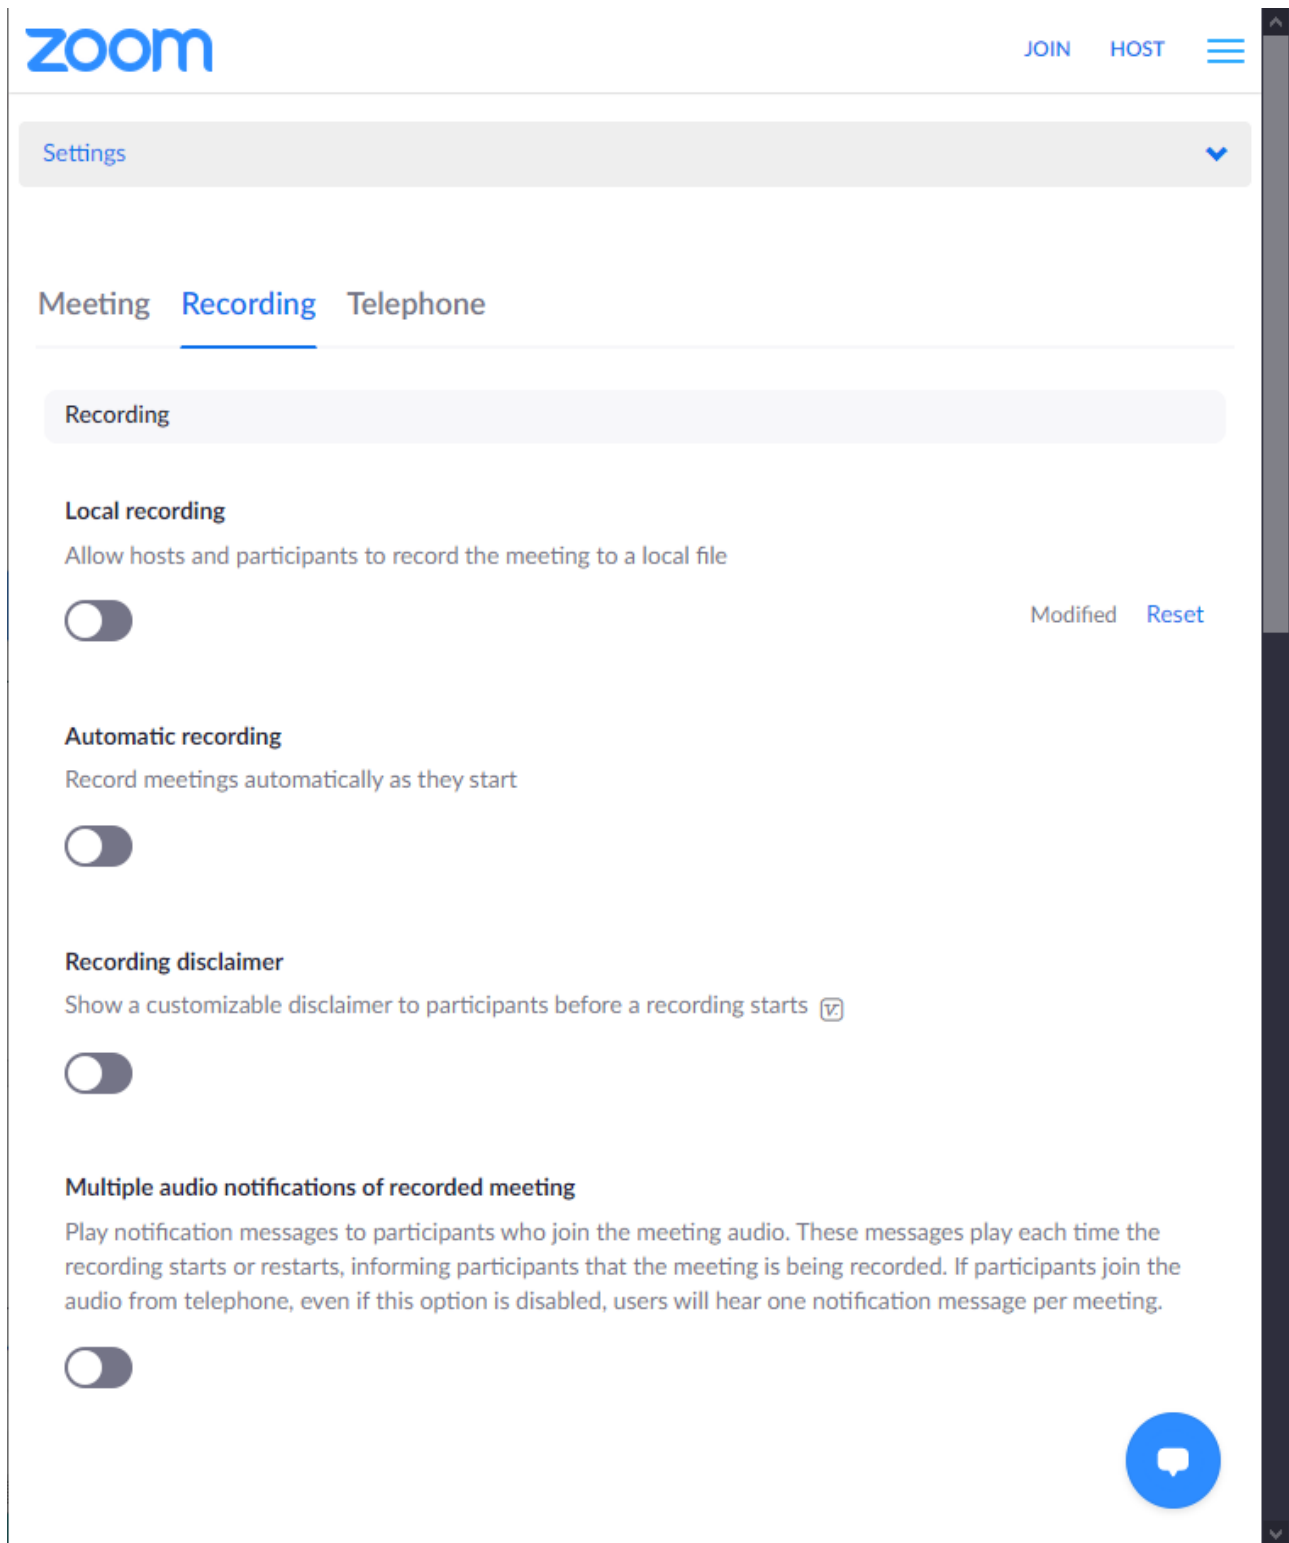 zoom
JOIN HOST
Settings
Meeting Recording Telephone
Recording
Local recording
Allow hosts and participants to record the meeting to a local file
Modified Reset
Automatic recording
Record meetings automatically as they start
Recording disclaimer
Show a customizable disclaimer to participants before a recording starts
Multiple audio notifications of recorded meeting
Play notification messages to participants who join the meeting audio. These messages play each time the
recording starts or restarts, informing participants that the meeting is being recorded. If participants join the
audio from telephone, even if this option is disabled, users will hear one notification message per meeting.